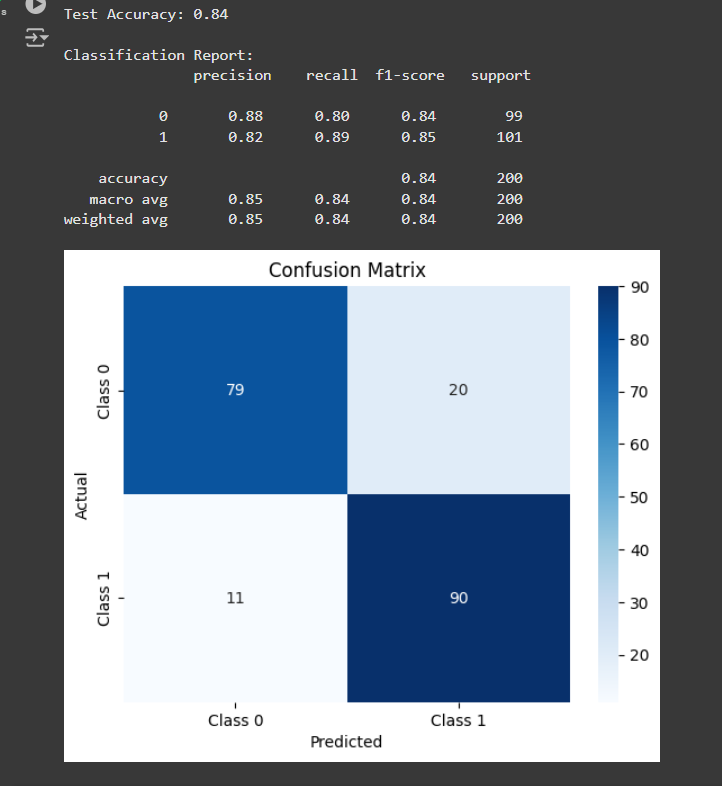 s
Test Accuracy: 0.84
Classification Report:
precision recall f1-score support
0 0.88 0.80 0.84 99
1 0.82 0.89 0.85 101
accuracy 0.84 200
macro avg 0.85 0.84 0.84 200
weighted avg 0.85 0.84 0.84 200
Confusion Matrix
90
80
70
60
50
40
30
20
Actual
Class 0
Class 1
79 20
11 90
Class 0 Class 1
Predicted